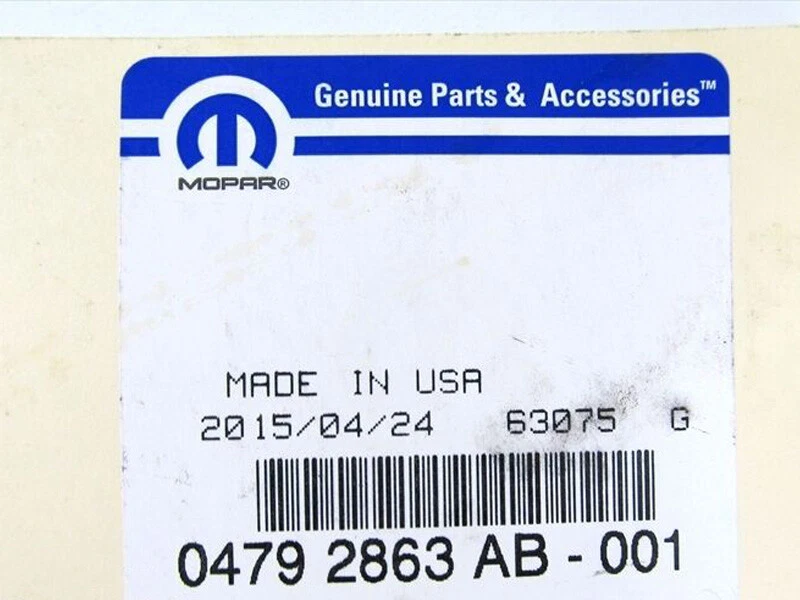 Genuine Parts & Accessories™
MOPAR®
MADE IN USA
2015/04/24 63075 G
0479 2863 AB - 001